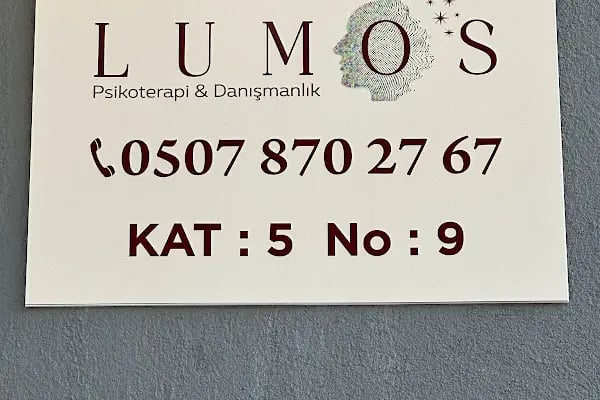 LUMOS
Psikoterapi & Danışmanlık
0507 870 27 67
KAT : 5 No : 9